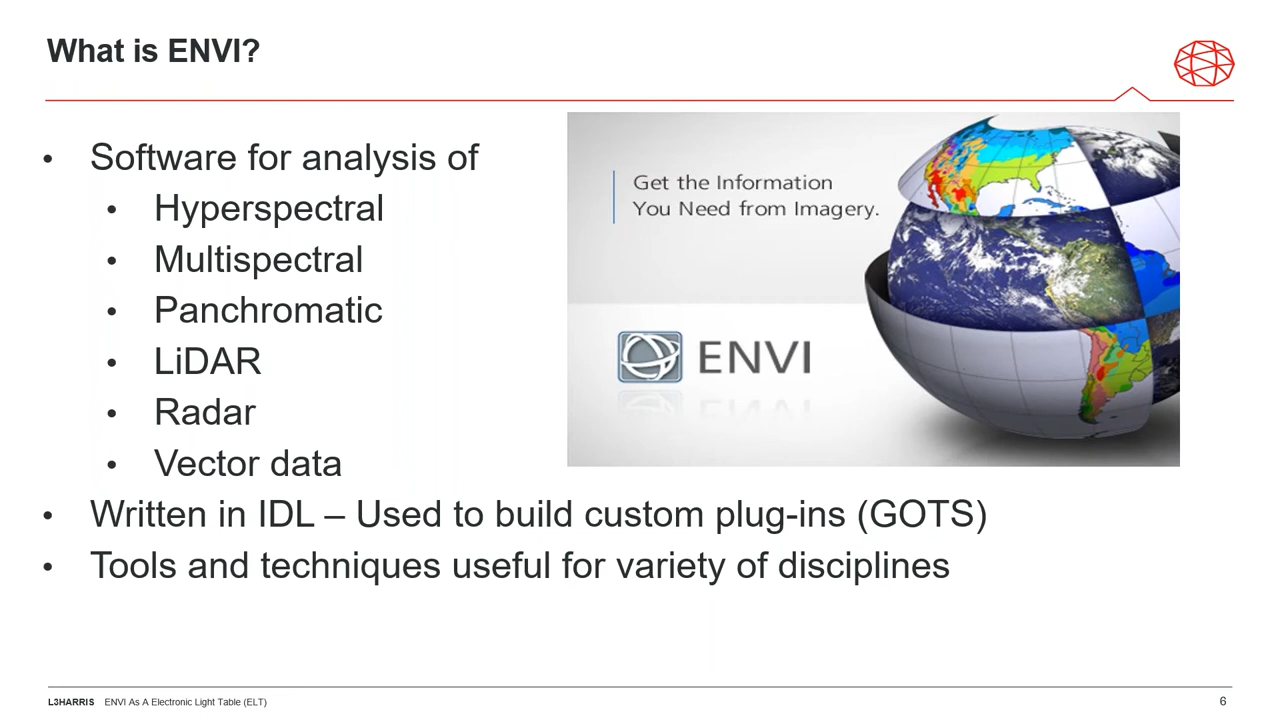 What is ENVI?
• Software for analysis of
• Hyperspectral
• Multispectral
• Panchromatic
• LiDAR
• Radar
• Vector data
Get the Information
You Need from Imagery.
ENVI
• Written in IDL – Used to build custom plug-ins (GOTS)
• Tools and techniques useful for variety of disciplines
L3HARRIS ENVI As A Electronic Light Table (ELT)
6